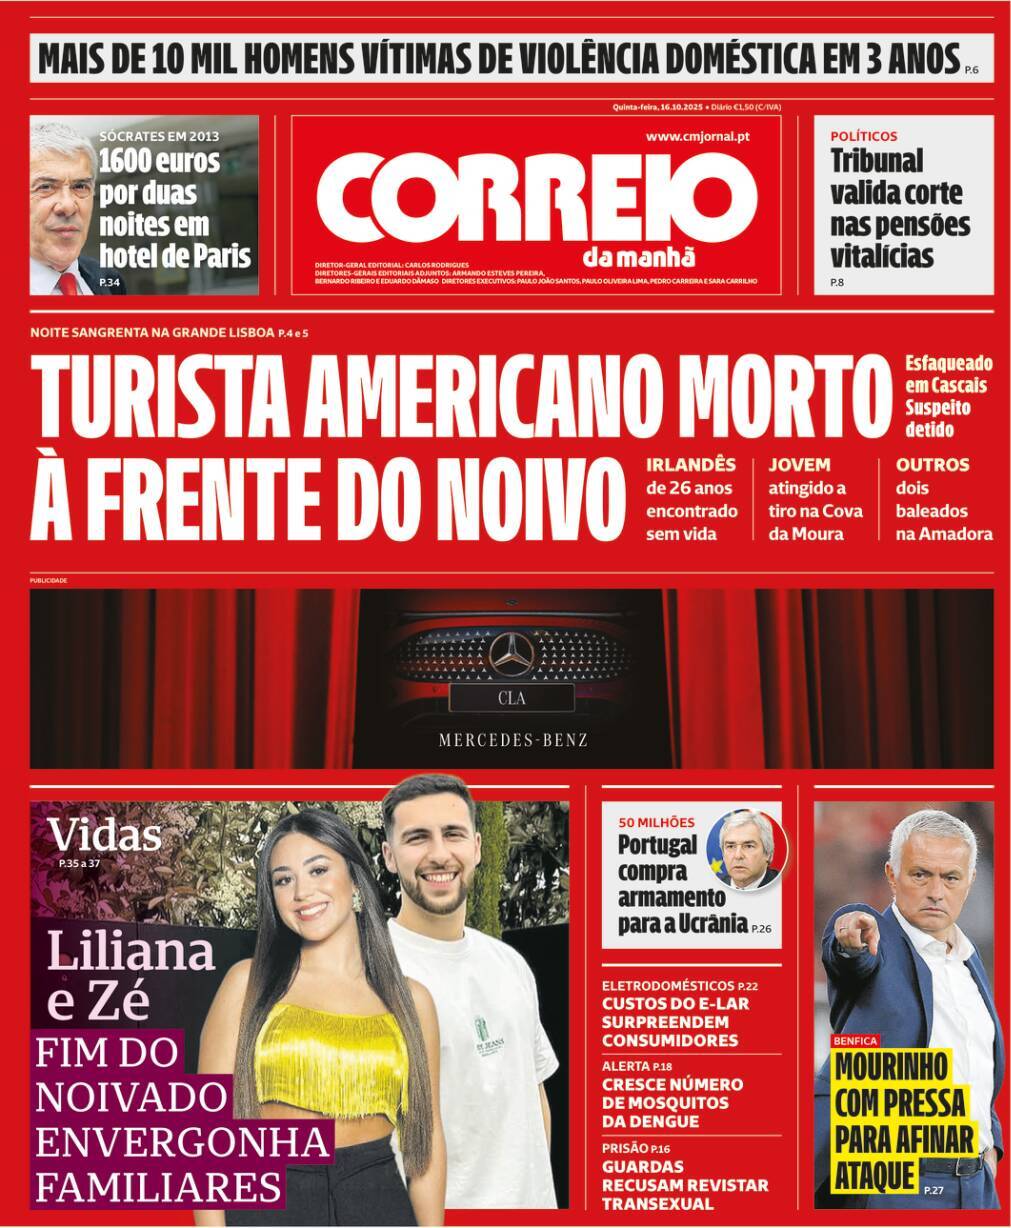 MAIS DE 10 MIL HOMENS VÍTIMAS DE VIOLÊNCIA DOMÉSTICA EM 3 ANOS P.6
Quinta-feira, 16.10.2025 • Diário €1,50 (C/IVA)
SÓCRATES EM 2013
1600 euros
por duas
noites em
hotel de Paris
P.34
www.cmjornal.pt
CORREIO
da manhã
DIRETOR-GERAL EDITORIAL: CARLOS RODRIGUES
DIRETORES-GERAIS EDITORIAIS ADJUNTOS: ARMANDO ESTEVES PEREIRA,
BERNARDO RIBEIRO E EDUARDO DÂMASO DIRETORES EXECUTIVOS: PAULO JOÃO SANTOS, PAULO OLIVEIRA LIMA, PEDRO CARREIRA E SARA CARRILHO
POLÍTICOS
Tribunal
valida corte
nas pensões
vitalícias
P.8
NOITE SANGRENTA NA GRANDE LISBOA P.4 e 5
TURISTA AMERICANO MORTO
À FRENTE DO NOIVO
Esfaqueado
em Cascais
Suspeito
detido
IRLANDÊS
de 26 anos
encontrado
sem vida
JOVEM
atingido a
tiro na Cova
da Moura
OUTROS
dois
baleados
na Amadora
PUBLICIDADE
CLA
MERCEDES-BENZ
Vidas
P.35 a 37
Liliana
e Zé
FIM DO
NOIVADO
ENVERGONHA
FAMILIARES
50 MILHÕES
Portugal
compra
armamento
para a Ucrânia P.26
ELETRODOMÉSTICOS P.22
CUSTOS DO E-LAR
SURPREENDEM
CONSUMIDORES
ALERTA P.18
CRESCE NÚMERO
DE MOSQUITOS
DA DENGUE
PRISÃO P.16
GUARDAS
RECUSAM REVISTAR
TRANSEXUAL
BENFICA
MOURINHO
COM PRESSA
PARA AFINAR
ATAQUE P.27